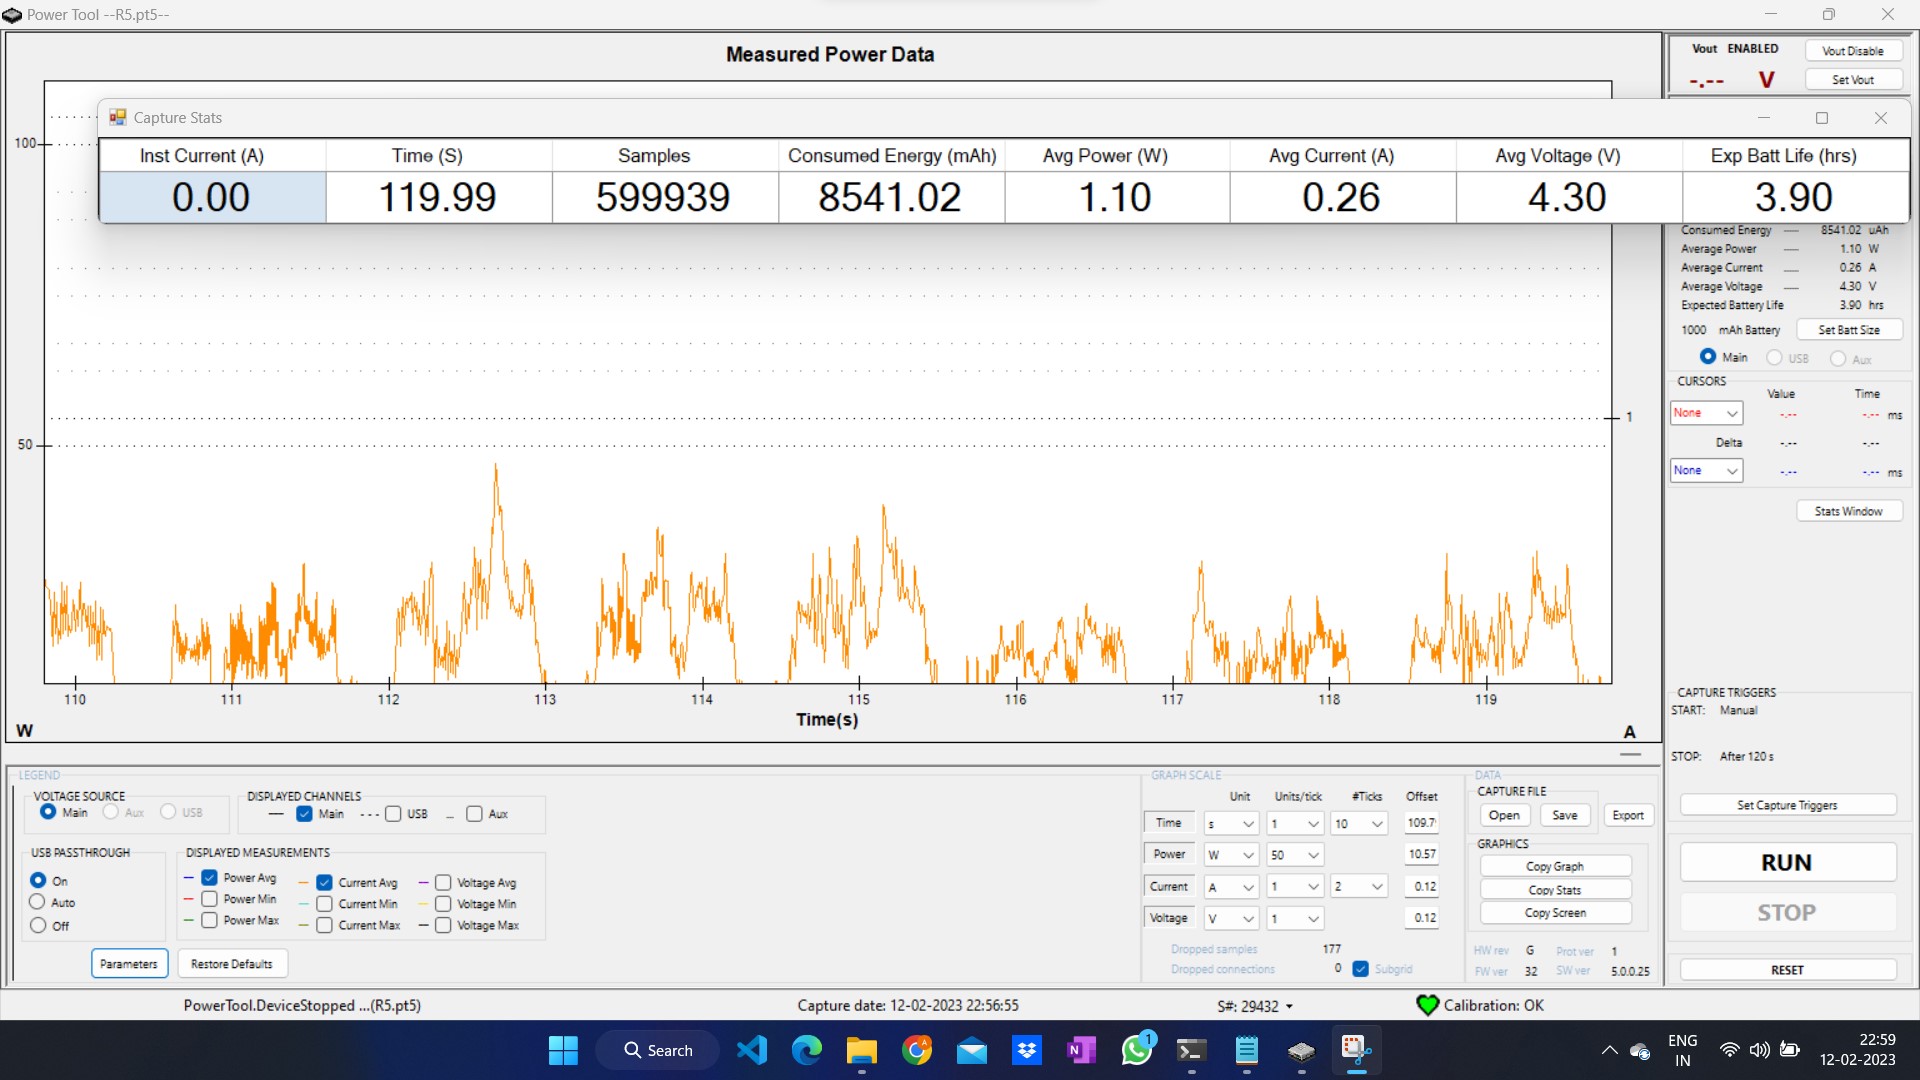 Power Tool --R5.pt5--
Measured Power Data
Vout ENABLED
Vout Disable
-.-- V
Set Vout
Capture Stats
100
Inst Current (A) Time (S) Samples Consumed Energy (mAh) Avg Power (W) Avg Current (A) Avg Voltage (V) Exp Batt Life (hrs)
0.00 119.99 599939 8541.02 1.10 0.26 4.30 3.90
Consumed Energy 8541.02 uAh
Average Power 1.10 W
Average Current 0.26 A
Average Voltage 4.30 V
Expected Battery Life 3.90 hrs
1000 mAh Battery Set Batt Size
Main USB Aux
CURSORS
Value Time
None -.-- -.-- ms
Delta -.-- -.--
None -.-- -.-- ms
Stats Window
50
1
110 111 112 113 114 115 116 117 118 119
Time(s)
W
A
CAPTURE TRIGGERS
START: Manual
STOP: After 120 s
Set Capture Triggers
RUN
STOP
RESET
LEGEND
VOLTAGE SOURCE
Main Aux USB
DISPLAYED CHANNELS
Main USB Aux
USB PASSTHROUGH
On
Auto
Off
DISPLAYED MEASUREMENTS
Power Avg Current Avg Voltage Avg
Power Min Current Min Voltage Min
Power Max Current Max Voltage Max
Parameters Restore Defaults
GRAPH SCALE
Unit Units/tick #Ticks Offset
Time s 1 10 109.7
Power W 50 10.57
Current A 1 2 0.12
Voltage V 1 0.12
Dropped samples 177
Dropped connections 0 Subgrid
DATA
CAPTURE FILE
Open Save Export
GRAPHICS
Copy Graph
Copy Stats
Copy Screen
HW rev G Prot ver 1
FW ver 32 SW ver 5.0.0.25
PowerTool.DeviceStopped ...(R5.pt5) Capture date: 12-02-2023 22:56:55 S#: 29432 Calibration: OK
Search
1
ENG
IN
22:59
12-02-2023